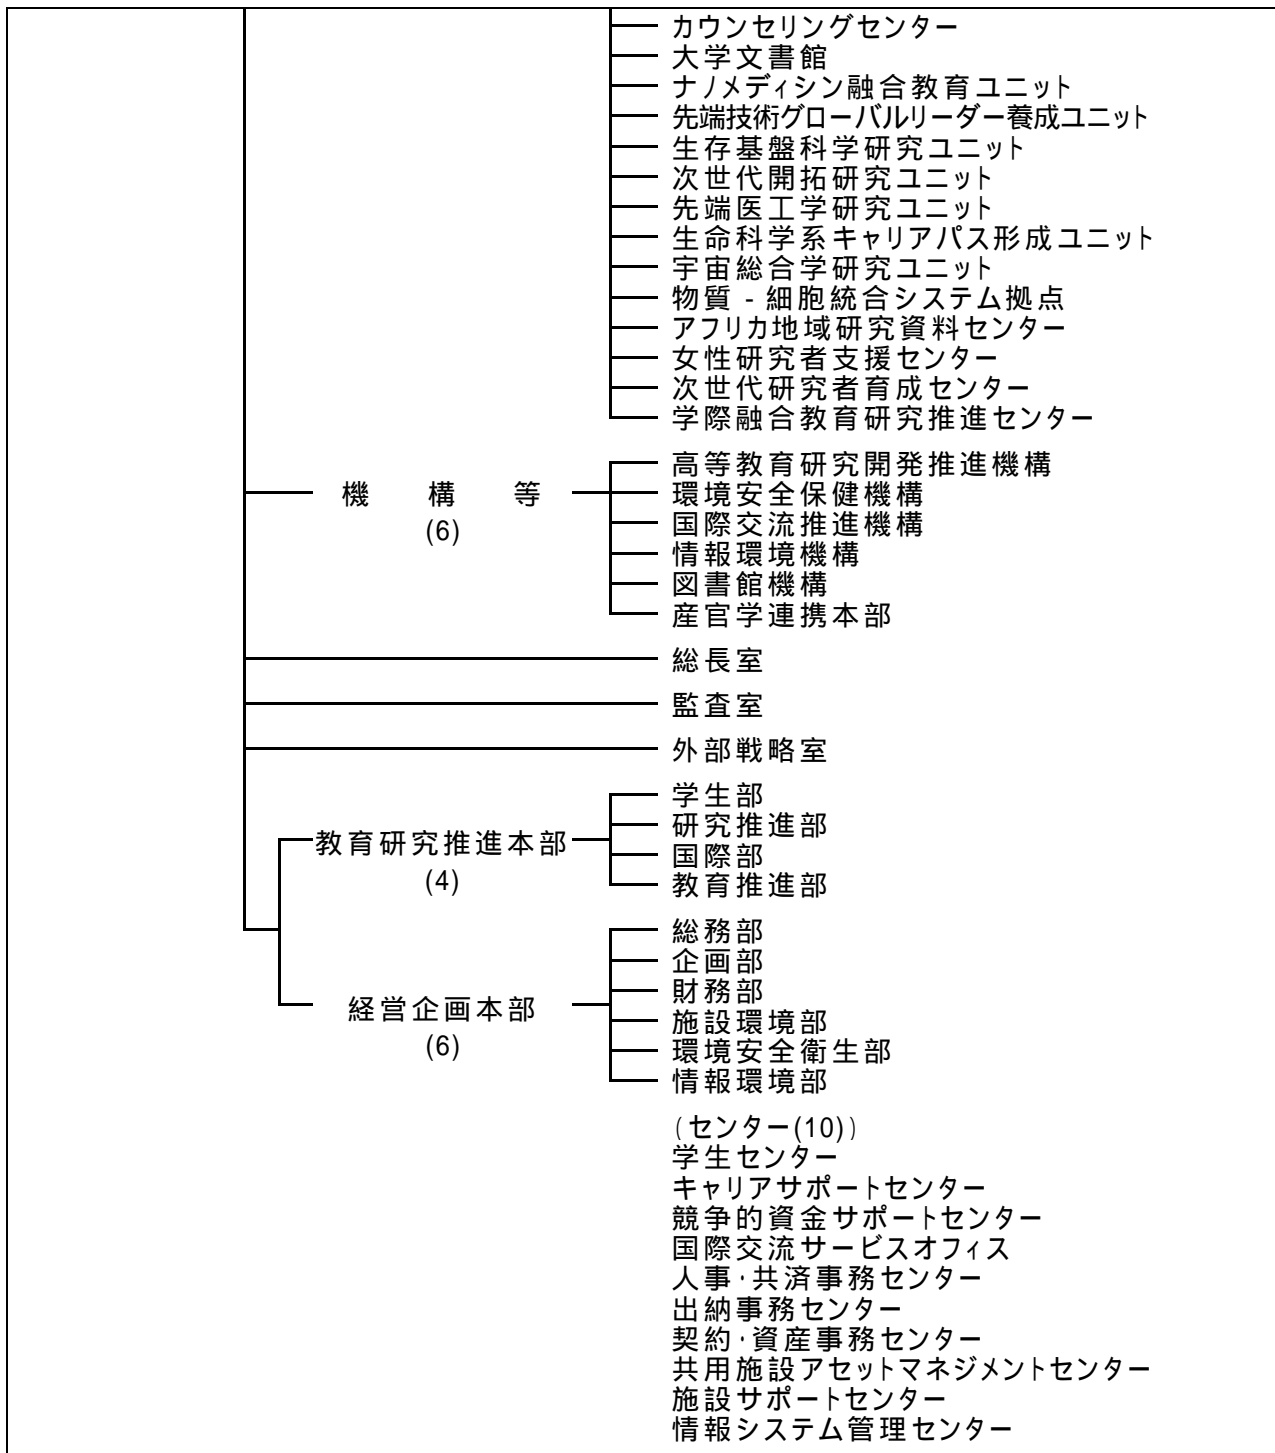 カウンセリングセンター
大学文書館
ナノメディシン融合教育ユニット
先端技術グローバルリーダー養成ユニット
生存基盤科学研究ユニット
次世代開拓研究ユニット
先端医工学研究ユニット
生命科学系キャリアパス形成ユニット
宇宙総合学研究ユニット
物質‐細胞統合システム拠点
アフリカ地域研究資料センター
女性研究者支援センター
次世代研究者育成センター
学際融合教育研究推進センター
機構等
(6)
高等教育研究開発推進機構
環境安全保健機構
国際交流推進機構
情報環境機構
図書館機構
産官学連携本部
総長室
監査室
外部戦略室
教育研究推進本部
(4)
学生部
研究推進部
国際部
教育推進部
経営企画本部
(6)
総務部
企画部
財務部
施設環境部
環境安全衛生部
情報環境部
(センター(10))
学生センター
キャリアサポートセンター
競争的資金サポートセンター
国際交流サービスオフィス
人事・共済事務センター
出納事務センター
契約・資産事務センター
共用施設アセットマネジメントセンター
施設サポートセンター
情報システム管理センター